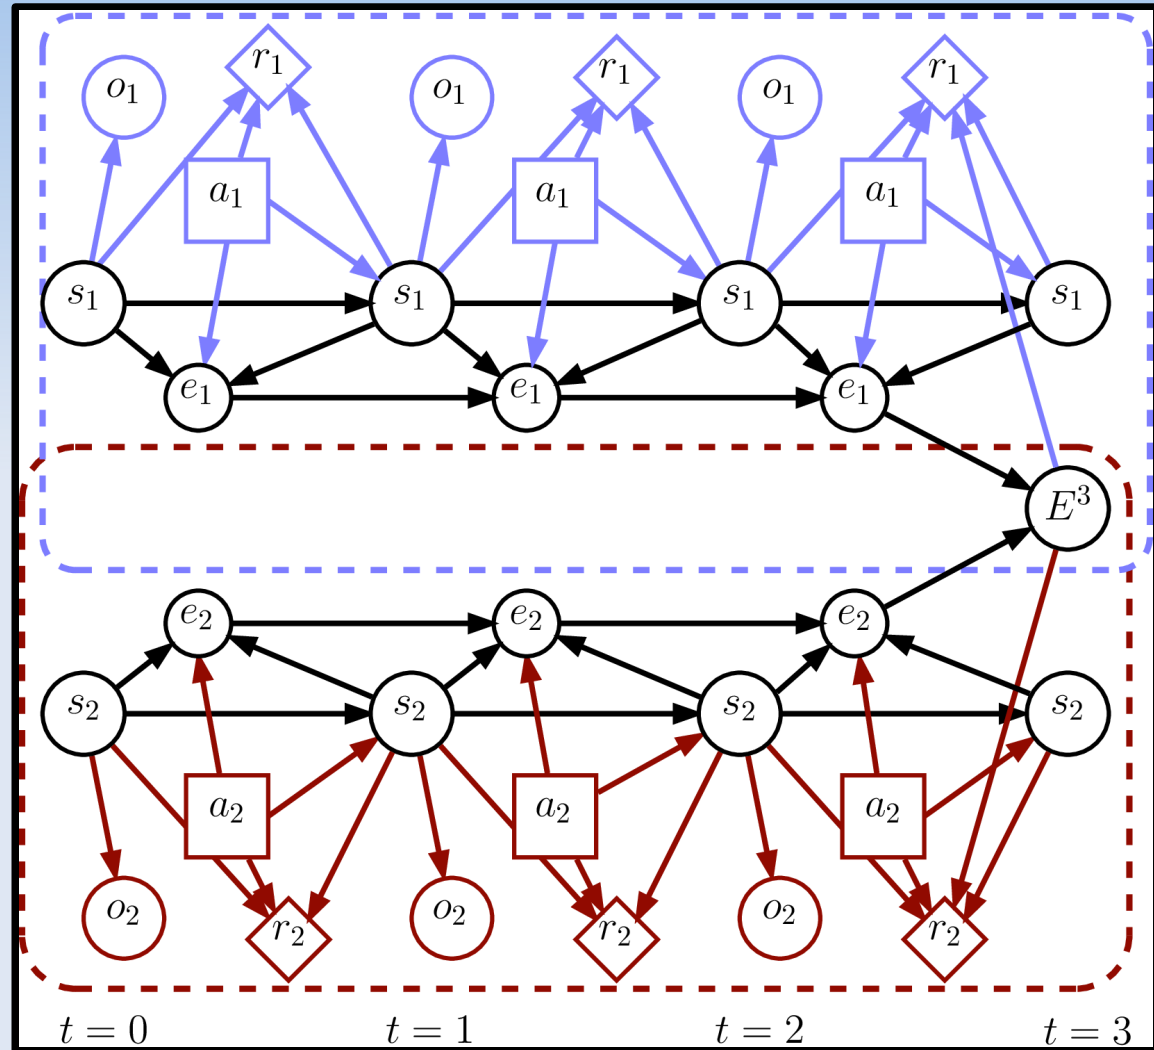 o₁ r₁ o₁ r₁ o₁ r₁
a₁ a₁ a₁
s₁ s₁ s₁ s₁
e₁ e₁ e₁
E³
e₂ e₂ e₂
s₂ s₂ s₂ s₂
a₂ a₂ a₂
o₂ r₂ o₂ r₂ o₂ r₂
t = 0 t = 1 t = 2 t = 3